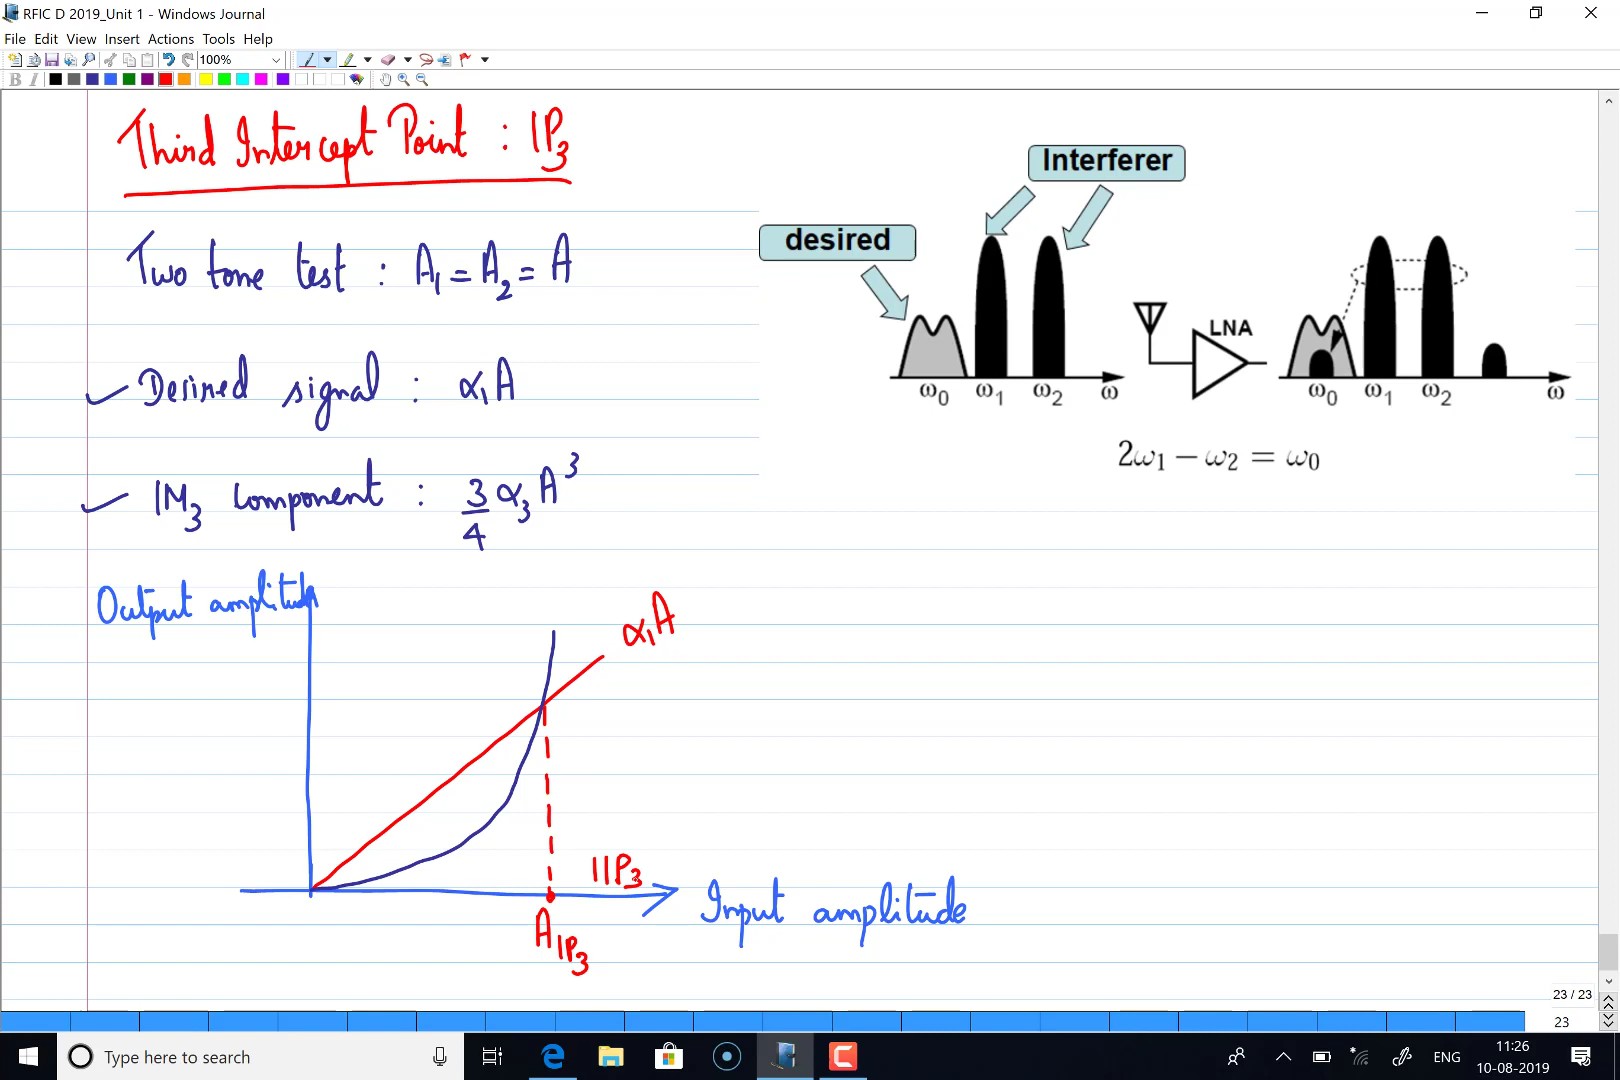 RFIC D 2019_Unit 1 - Windows Journal
File Edit View Insert Actions Tools Help
100%
B I
Third Intercept Point : IP₃
Two tone test : A₁ = A₂ = A
Desired signal : α₁A
IM₃ component : 3/4 α₃A³
Interferer
desired
LNA
ω₀ ω₁ ω₂ ω
ω₀ ω₁ ω₂ ω
2ω₁ − ω₂ = ω₀
Output amplitude
α₁A
IIP₃
Input amplitude
A_IP₃
23 / 23
23
Type here to search
ENG
11:26
10-08-2019